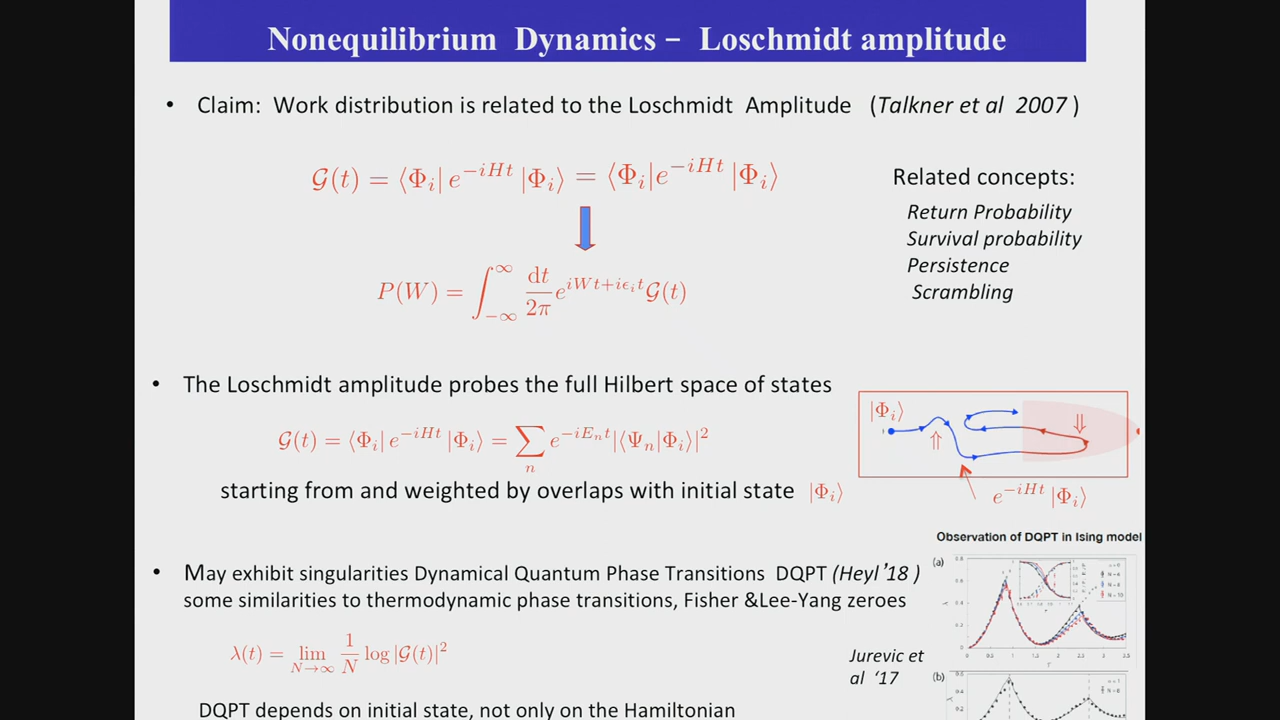 Nonequilibrium Dynamics – Loschmidt amplitude
• Claim: Work distribution is related to the Loschmidt Amplitude (Talkner et al 2007 )
𝒢(t) = ⟨Φ_i| e^{-iHt} |Φ_i⟩ = ⟨Φ_i|e^{-iHt} |Φ_i⟩
Related concepts:
Return Probability
Survival probability
Persistence
Scrambling
P(W) = ∫_{-∞}^{∞} dt/2π e^{iWt+iϵ_i t} 𝒢(t)
• The Loschmidt amplitude probes the full Hilbert space of states
𝒢(t) = ⟨Φ_i| e^{-iHt} |Φ_i⟩ = ∑_n e^{-iE_n t} |⟨Ψ_n|Φ_i⟩|^2
starting from and weighted by overlaps with initial state |Φ_i⟩
|Φ_i⟩
⇑
⇓
e^{-iHt} |Φ_i⟩
• May exhibit singularities Dynamical Quantum Phase Transitions DQPT (Heyl '18 )
some similarities to thermodynamic phase transitions, Fisher &Lee-Yang zeroes
λ(t) = lim_{N→∞} 1/N log |𝒢(t)|^2
DQPT depends on initial state, not only on the Hamiltonian
Jurevic et
al '17
Observation of DQPT in Ising model
(a)
(b)